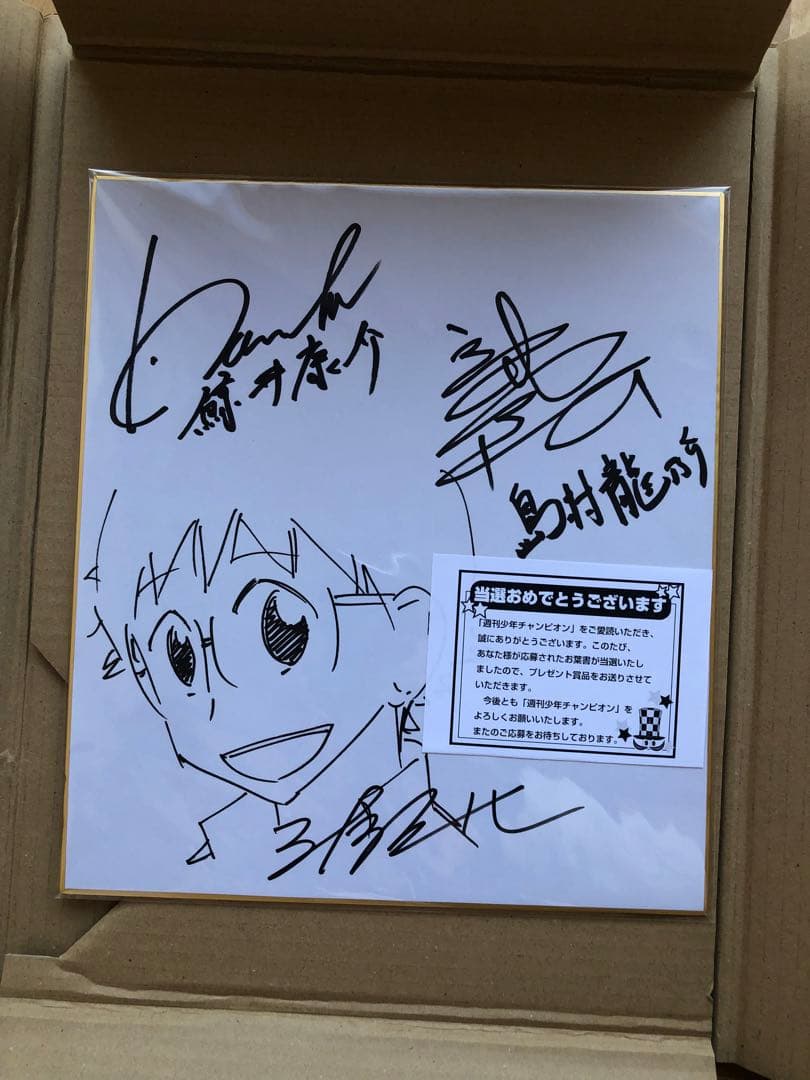 鯨井康介
島村龍乃介
当選おめでとうございます
「週刊少年チャンピオン」をご愛読いただき、
誠にありがとうございます。このたび、
あなた様が応募されたお葉書が当選いたし
ましたので、プレゼント賞品をお送りさせて
いただきます。
今後とも「週刊少年チャンピオン」を
よろしくお願いいたします。
またのご応募をお待ちしております。